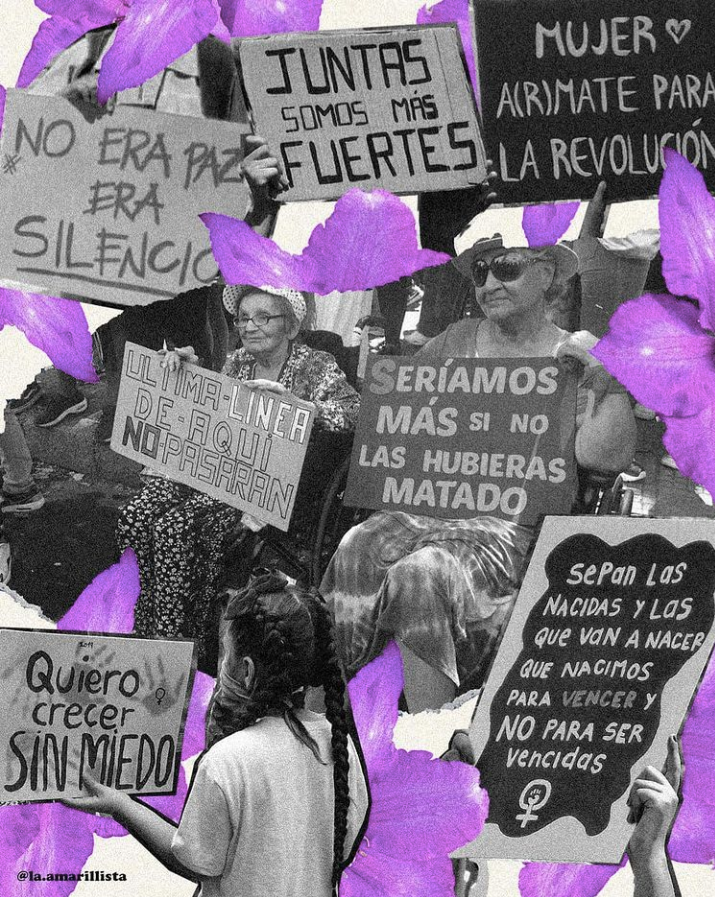 JUNTAS
SOMOS MÁS
FUERTES
MUJER
A(R)MATE PARA
LA REVOLUCIÓN
#NO ERA PAZ
ERA
SILENCIO
ULTIMA-LINEA
DE-AQUÍ
NO-PASARAN
SERÍAMOS
MÁS SI NO
LAS HUBIERAS
MATADO
Quiero
crecer
SIN MIEDO
SePan Las
NACIDAS Y LAS
que van A NACER
QUE NACIMOS
PARA VENCER Y
NO PARA SER
vencidas
@la.amarillista